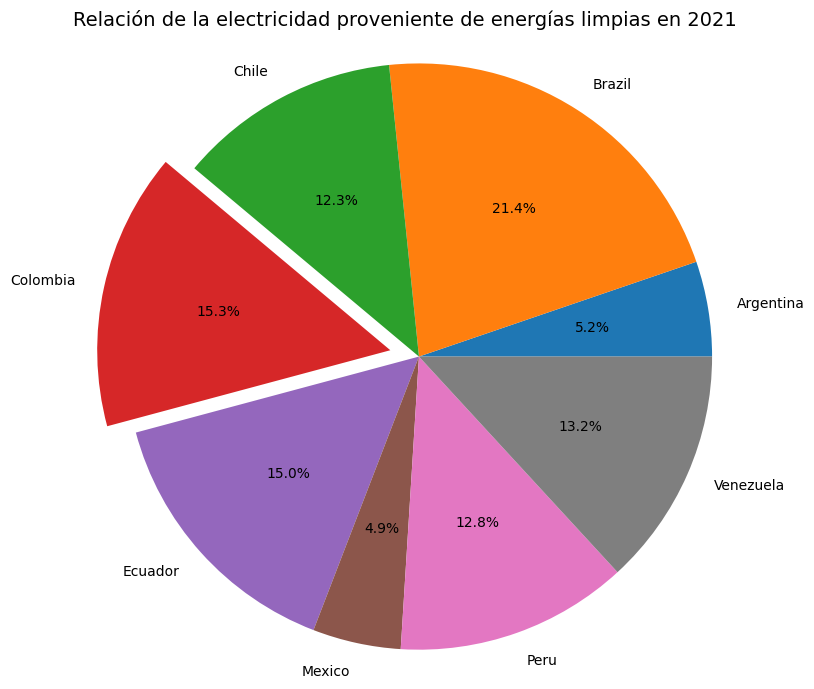 Relación de la electricidad proveniente de energías limpias en 2021
Chile
Brazil
12.3%
21.4%
Colombia
15.3%
Argentina
5.2%
13.2%
Venezuela
15.0%
4.9%
12.8%
Ecuador
Mexico
Peru